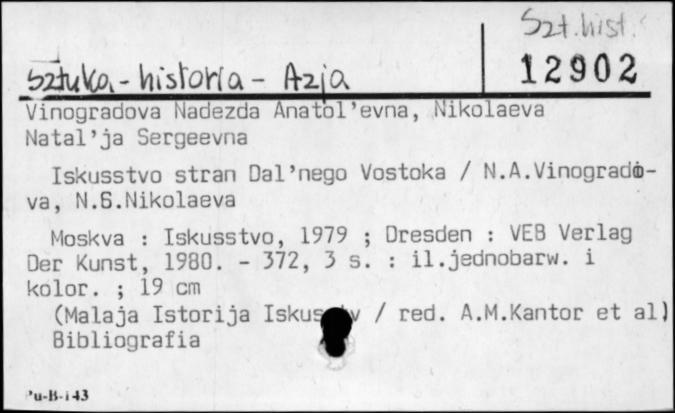 Szt. hist.
12902
Sztuka - historia - Azja
Vinogradova Nadezda Anatol'evna, Nikolaeva
Natal'ja Sergeevna
Iskusstvo stran Dal'nego Vostoka / N.A.Vinogrado-
va, N.S.Nikolaeva
Moskva : Iskusstvo, 1979 ; Dresden : VEB Verlag
Der Kunst, 1980. - 372, 3 s. : il.jednobarw. i
kolor. ; 19 cm
(Malaja Istorija / red. A.M.Kantor et al)
Bibliografia
Pu-B-143